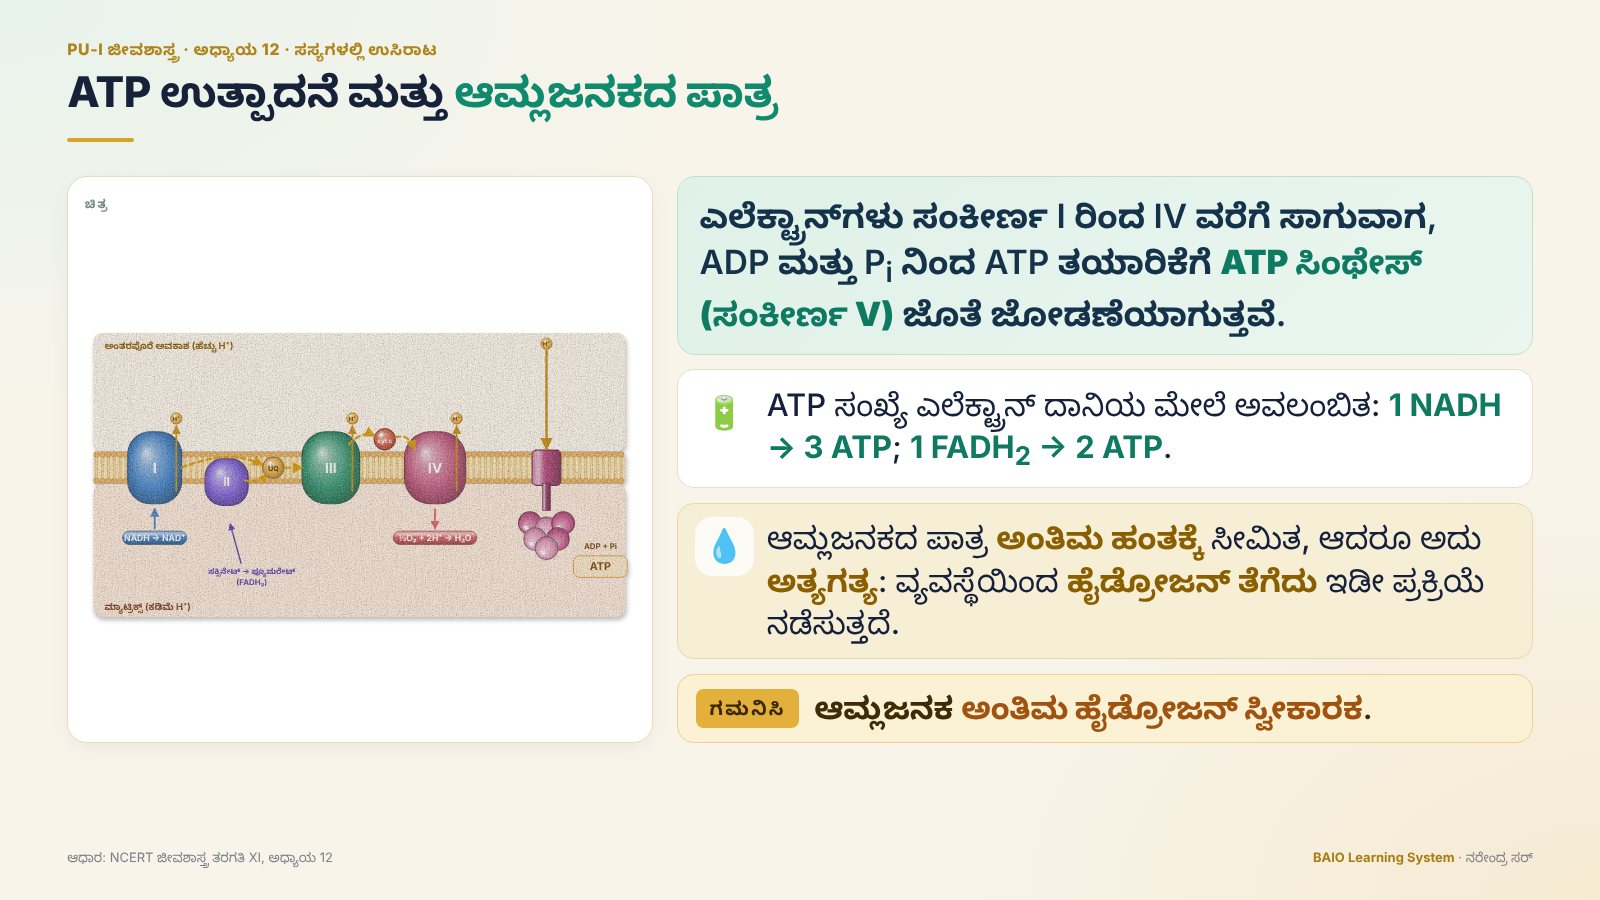 PU-I ಜೀವಶಾಸ್ತ್ರ · ಅಧ್ಯಾಯ 12 · ಸಸ್ಯಗಳಲ್ಲಿ ಉಸಿರಾಟ
ATP ಉತ್ಪಾದನೆ ಮತ್ತು ಆಮ್ಲಜನಕದ ಪಾತ್ರ
ಚಿತ್ರ
ಅಂತರಪೊರೆ ಅವಕಾಶ (ಹೆಚ್ಚು H⁺)
H⁺
H⁺
H⁺
H⁺
I
II
UQ
III
cyt c
IV
NADH → NAD⁺
½O₂ + 2H⁺ → H₂O
ಸಕ್ಸಿನೇಟ್ → ಫ್ಯೂಮರೇಟ್
(FADH₂)
ADP + Pi
ATP
ಮ್ಯಾಟ್ರಿಕ್ಸ್ (ಕಡಿಮೆ H⁺)
ಎಲೆಕ್ಟ್ರಾನ್‌ಗಳು ಸಂಕೀರ್ಣ I ರಿಂದ IV ವರೆಗೆ ಸಾಗುವಾಗ,
ADP ಮತ್ತು Pᵢ ನಿಂದ ATP ತಯಾರಿಕೆಗೆ ATP ಸಿಂಥೇಸ್
(ಸಂಕೀರ್ಣ V) ಜೊತೆ ಜೋಡಣೆಯಾಗುತ್ತವೆ.
ATP ಸಂಖ್ಯೆ ಎಲೆಕ್ಟ್ರಾನ್ ದಾನಿಯ ಮೇಲೆ ಅವಲಂಬಿತ: 1 NADH
→ 3 ATP; 1 FADH₂ → 2 ATP.
ಆಮ್ಲಜನಕದ ಪಾತ್ರ ಅಂತಿಮ ಹಂತಕ್ಕೆ ಸೀಮಿತ, ಆದರೂ ಅದು
ಅತ್ಯಗತ್ಯ: ವ್ಯವಸ್ಥೆಯಿಂದ ಹೈಡ್ರೋಜನ್ ತೆಗೆದು ಇಡೀ ಪ್ರಕ್ರಿಯೆ
ನಡೆಸುತ್ತದೆ.
ಗಮನಿಸಿ ಆಮ್ಲಜನಕ ಅಂತಿಮ ಹೈಡ್ರೋಜನ್ ಸ್ವೀಕಾರಕ.
ಆಧಾರ: NCERT ಜೀವಶಾಸ್ತ್ರ ತರಗತಿ XI, ಅಧ್ಯಾಯ 12
BAIO Learning System · ನರೇಂದ್ರ ಸರ್